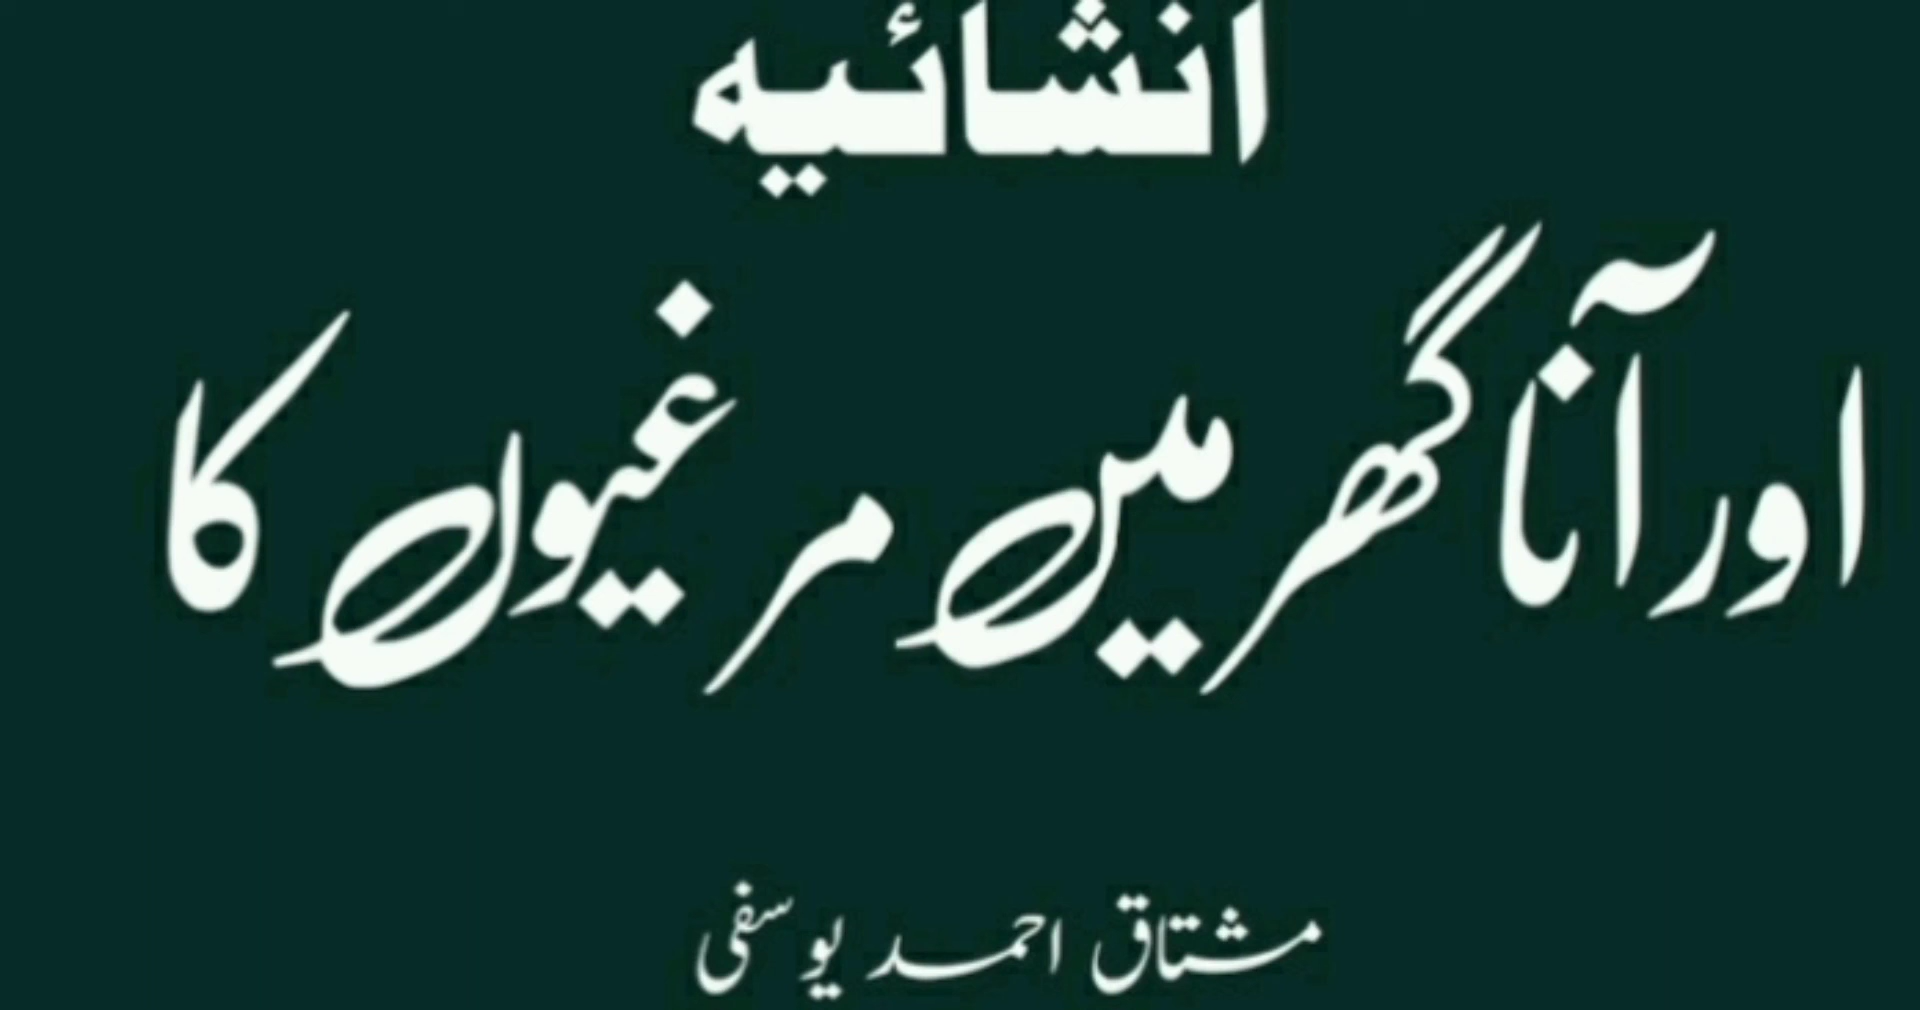 انشائیہ
اور آنا گھر میں مرغیوں کا
مشتاق احمد یوسفی